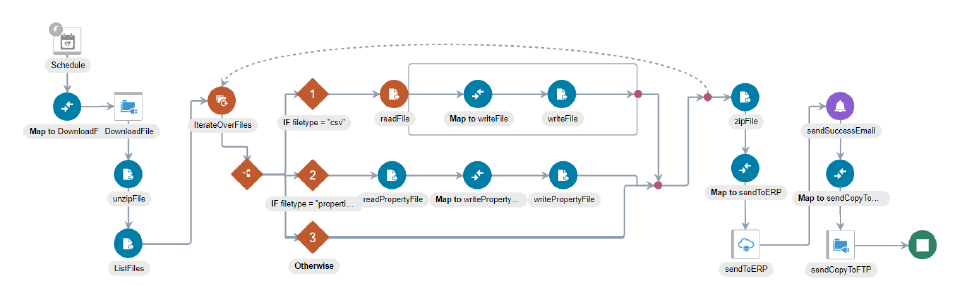 17
Schedule
Map to DownloadF
DownloadFile
unzipFile
ListFiles
IterateOverFiles
1
IF filetype = "csv"
readFile
Map to writeFile
writeFile
2
IF filetype = "properti...
readPropertyFile
Map to writeProperty...
writePropertyFile
3
Otherwise
zipFile
Map to sendToERP
sendToERP
sendSuccessEmail
Map to sendCopyTo...
sendCopyToFTP